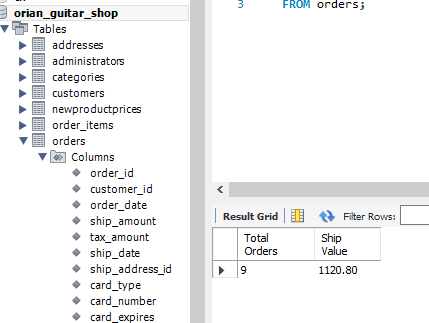 orian_guitar_shop
Tables
addresses
administrators
categories
customers
newproductprices
order_items
orders
Columns
order_id
customer_id
order_date
ship_amount
tax_amount
ship_date
ship_address_id
card_type
card_number
card_expires
3 FROM orders;
Result Grid Filter Rows:
Total Orders
Ship Value
9 1120.80